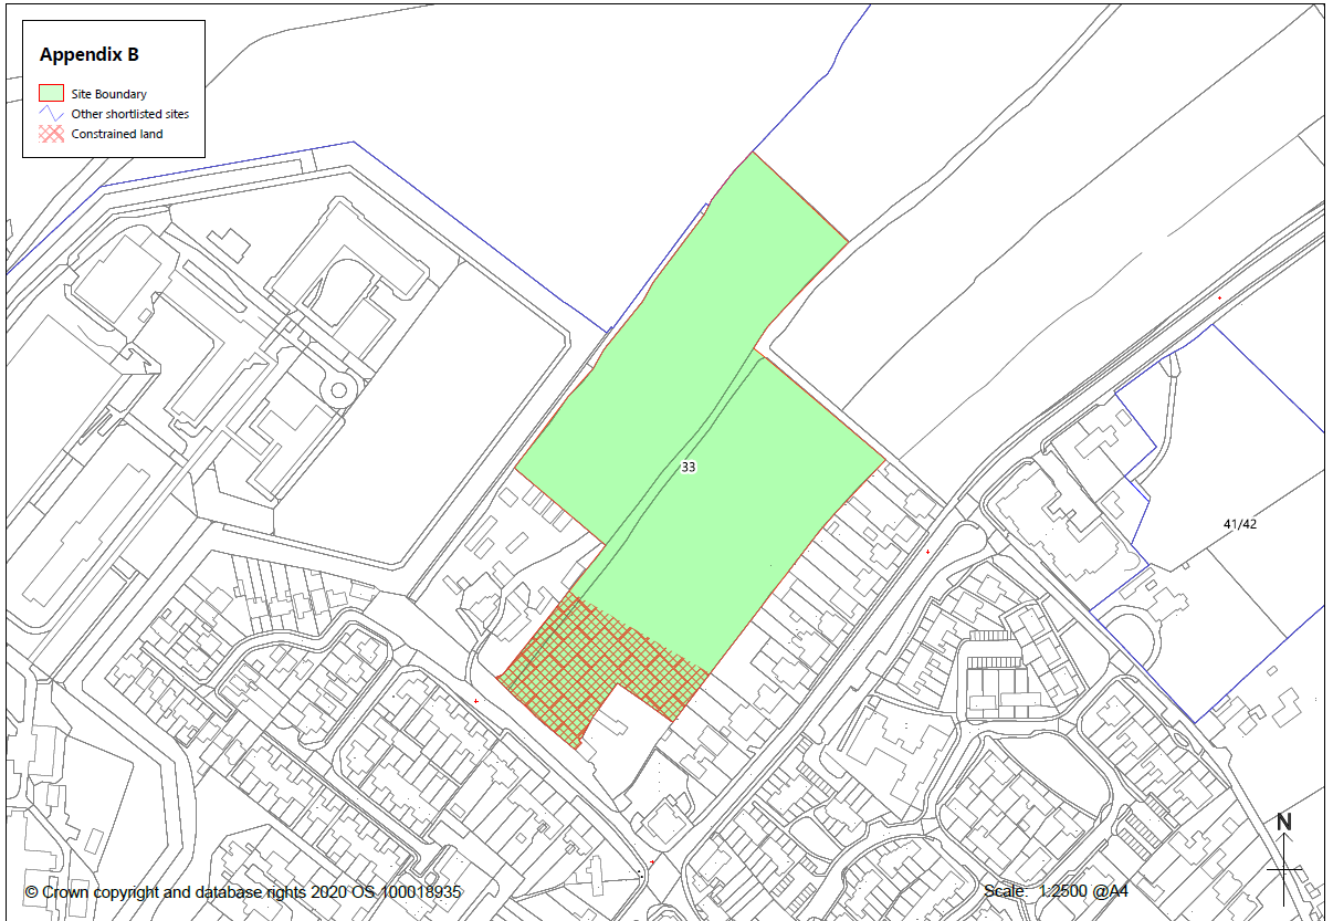 Appendix B
Site Boundary
Other shortlisted sites
Constrained land
33
41/42
N
© Crown copyright and database rights 2020 OS 100018935
Scale: 1:2500 @A4